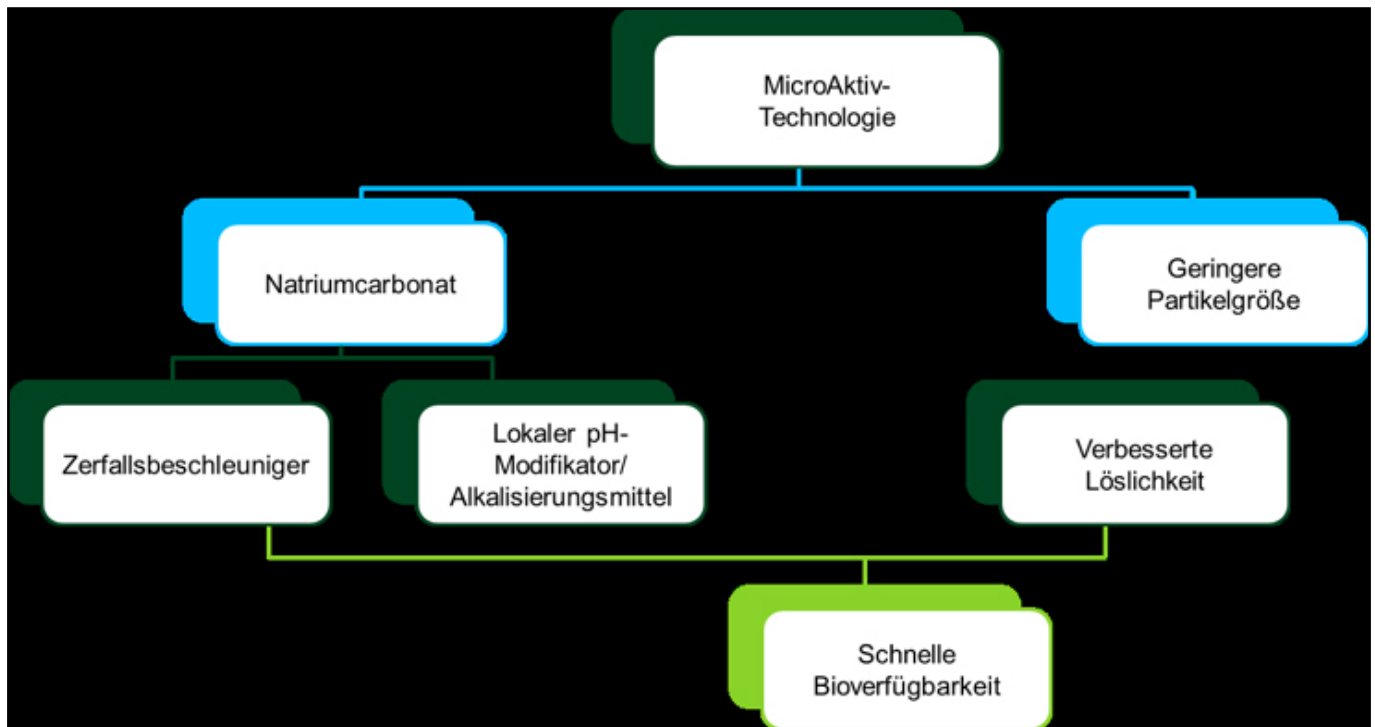 MicroAktiv-
Technologie
Natriumcarbonat
Geringere
Partikelgröße
Zerfallsbeschleuniger
Lokaler pH-
Modifikator/
Alkalisierungsmittel
Verbesserte
Löslichkeit
Schnelle
Bioverfügbarkeit